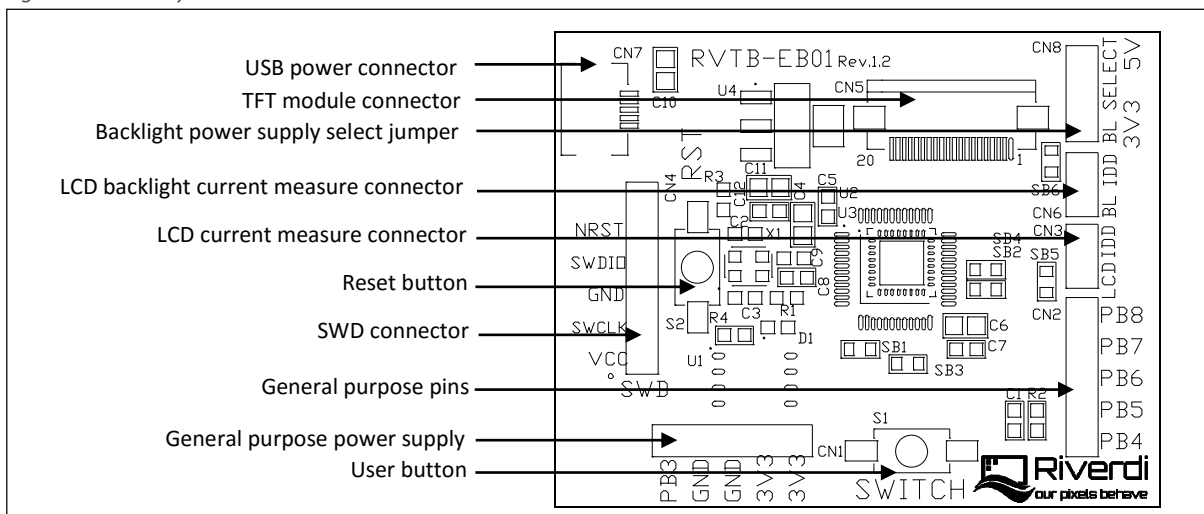 USB power connector
TFT module connector
Backlight power supply select jumper
LCD backlight current measure connector
LCD current measure connector
Reset button
SWD connector
General purpose pins
General purpose power supply
User button
CN7
RVTB-EB01 Rev.1.2
CN8
BL SELECT
3V3
5V
C10
U4
CN5
20
1
RST
CN4
R3
C12
C11
C4
C5
U2
U3
SB6
BL IDD
CN6
CN3
LCD IDD
C2
X1
C9
C8
SB4
SB2
SB5
CN2
NRST
SWDIO
GND
SWCLK
VCC
SWD
S2
R4
C3
R1
D1
U1
C6
C7
SB1
SB3
PB8
PB7
PB6
PB5
PB4
C1
R2
S1
CN1
PB3
GND
GND
3V3
3V3
SWITCH
Riverdi
our pixels behave